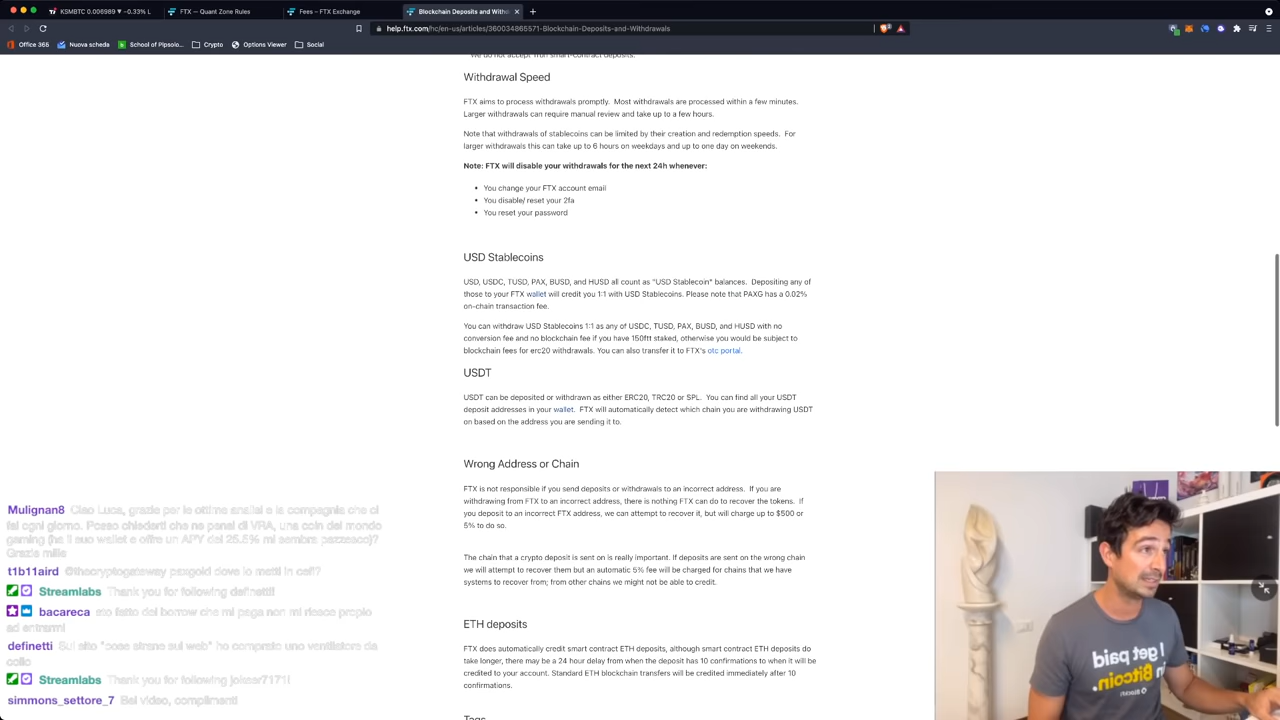 KSMBTC 0.006989 ▼ −0.33% L
FTX — Quant Zone Rules
Fees – FTX Exchange
Blockchain Deposits and With
help.ftx.com/hc/en-us/articles/360034865571-Blockchain-Deposits-and-Withdrawals
Office 365
Nuova scheda
School of Pipsolo...
Crypto
Options Viewer
Social
Withdrawal Speed
FTX aims to process withdrawals promptly. Most withdrawals are processed within a few minutes.
Larger withdrawals can require manual review and take up to a few hours.
Note that withdrawals of stablecoins can be limited by their creation and redemption speeds. For
larger withdrawals this can take up to 6 hours on weekdays and up to one day on weekends.
Note: FTX will disable your withdrawals for the next 24h whenever:
• You change your FTX account email
• You disable/ reset your 2fa
• You reset your password
USD Stablecoins
USD, USDC, TUSD, PAX, BUSD, and HUSD all count as "USD Stablecoin" balances. Depositing any of
those to your FTX wallet will credit you 1:1 with USD Stablecoins. Please note that PAXG has a 0.02%
on-chain transaction fee.
You can withdraw USD Stablecoins 1:1 as any of USDC, TUSD, PAX, BUSD, and HUSD with no
conversion fee and no blockchain fee if you have 150ftt staked, otherwise you would be subject to
blockchain fees for erc20 withdrawals. You can also transfer it to FTX's otc portal.
USDT
USDT can be deposited or withdrawn as either ERC20, TRC20 or SPL. You can find all your USDT
deposit addresses in your wallet. FTX will automatically detect which chain you are withdrawing USDT
on based on the address you are sending it to.
Wrong Address or Chain
FTX is not responsible if you send deposits or withdrawals to an incorrect address. If you are
withdrawing from FTX to an incorrect address, there is nothing FTX can do to recover the tokens. If
you deposit to an incorrect FTX address, we can attempt to recover it, but will charge up to $500 or
5% to do so.
The chain that a crypto deposit is sent on is really important. If deposits are sent on the wrong chain
we will attempt to recover them but an automatic 5% fee will be charged for chains that we have
systems to recover from; from other chains we might not be able to credit.
ETH deposits
FTX does automatically credit smart contract ETH deposits, although smart contract ETH deposits do
take longer, there may be a 24 hour delay from when the deposit has 10 confirmations to when it will be
credited to your account. Standard ETH blockchain transfers will be credited immediately after 10
confirmations.
Tags
Mulignan8 Ciao Luca, grazie per le ottime analisi e la compagnia che ci
fai ogni giorno. Posso chiederti che ne pensi di VRA, una coin del mondo
gaming (ha il suo wallet e offre un APY del 25.5% mi sembra pazzesco)?
Grazie mille
t1b11aird @thecryptogateway paxgold dove lo metti in cefi?
Streamlabs Thank you for following definetti!
bacareca sto fatto del borrow che mi paga non mi riesce propio
ad entrarmi
definetti Sul sito "cose strane sul web" ho comprato uno ventilatore da
collo
Streamlabs Thank you for following
simmons_settore_7 Bel video, complimenti
I get paid
in Bitcoin.